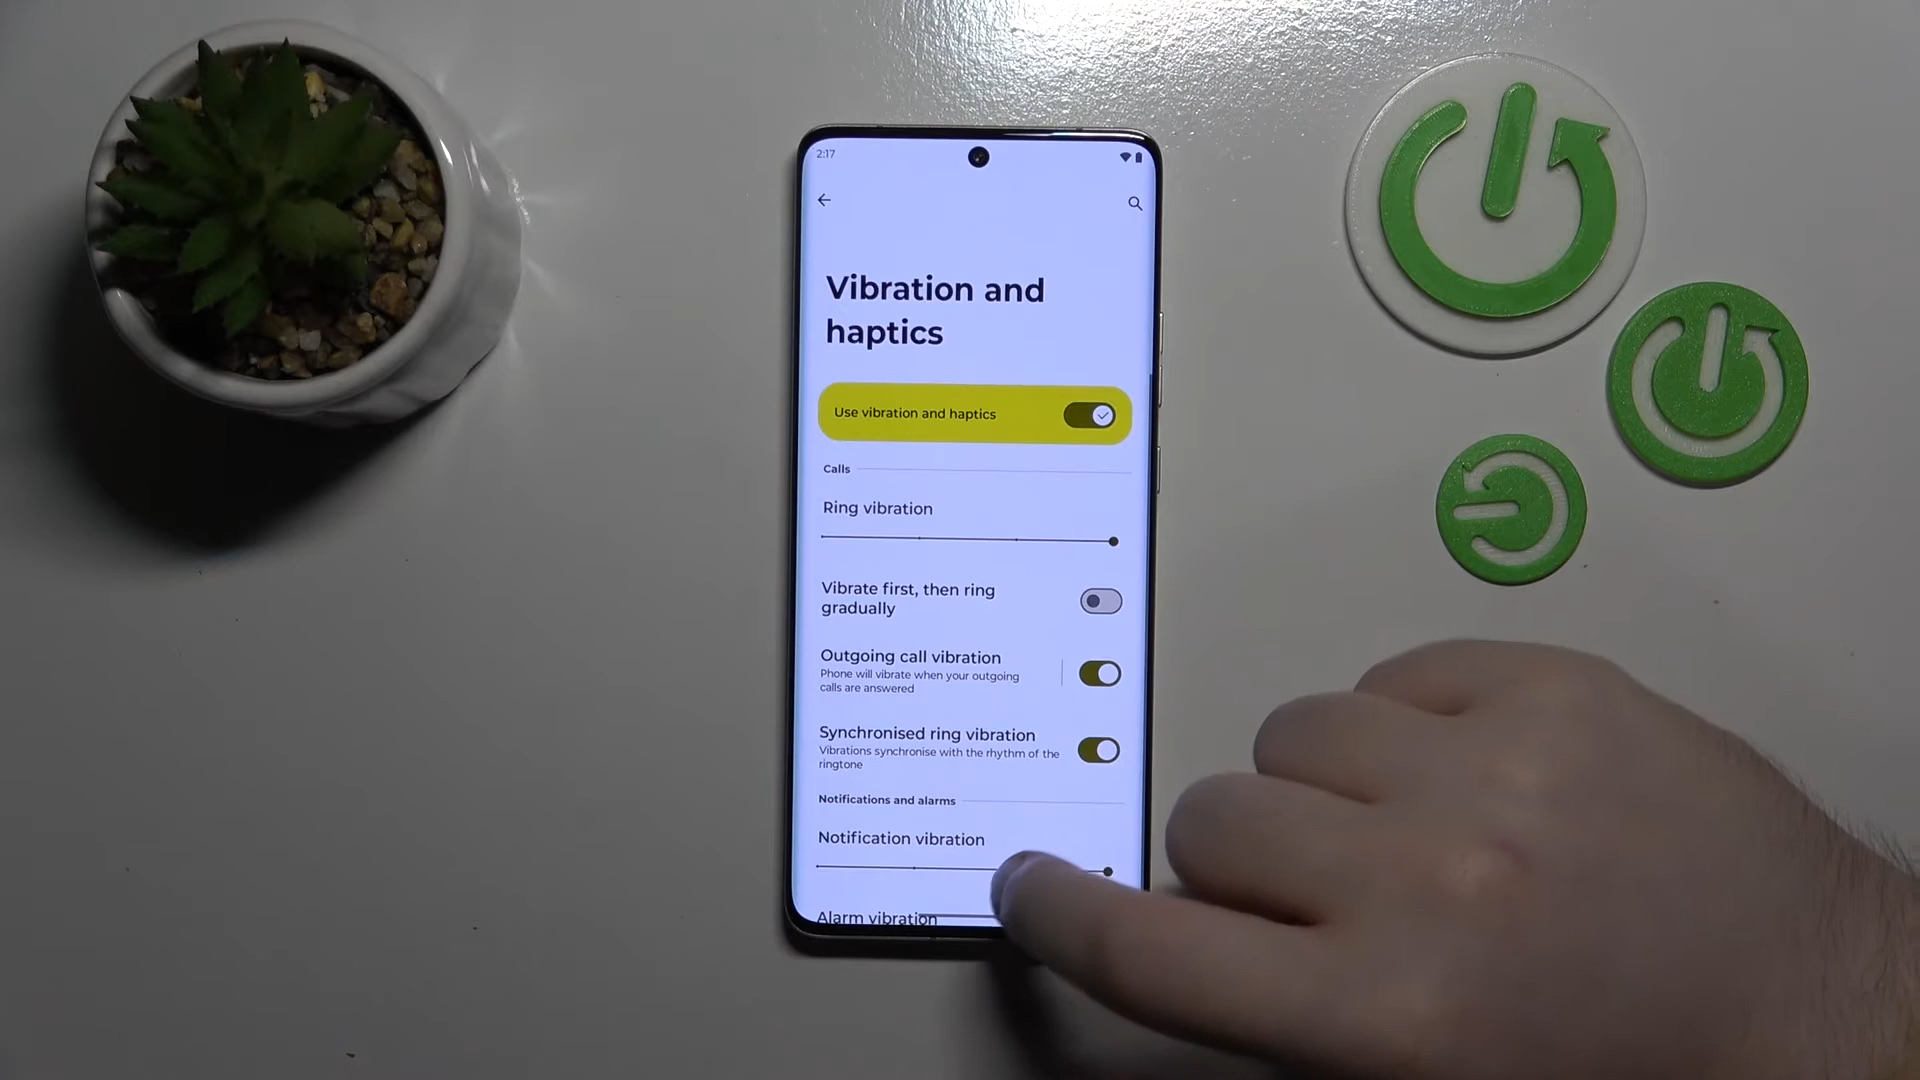 2:17
Vibration and
haptics
Use vibration and haptics
Calls
Ring vibration
Vibrate first, then ring
gradually
Outgoing call vibration
Phone will vibrate when your outgoing
calls are answered
Synchronised ring vibration
Vibrations synchronise with the rhythm of the
ringtone
Notifications and alarms
Notification vibration
Alarm vibration